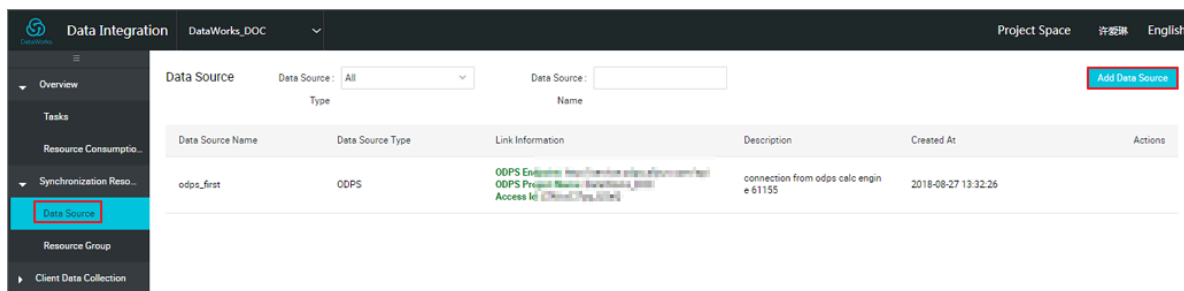 Data Integration DataWorks_DOC Project Space 许爱琳 English
DataWorks
Overview
Tasks
Resource Consumptio...
Synchronization Reso...
Data Source
Resource Group
Client Data Collection
Data Source Data Source : All Data Source :
Type Name
Add Data Source
Data Source Name Data Source Type Link Information Description Created At Actions
odps_first ODPS
ODPS Endpoint:
ODPS Project Name:
Access Id
connection from odps calc engin
e 61155
2018-08-27 13:32:26